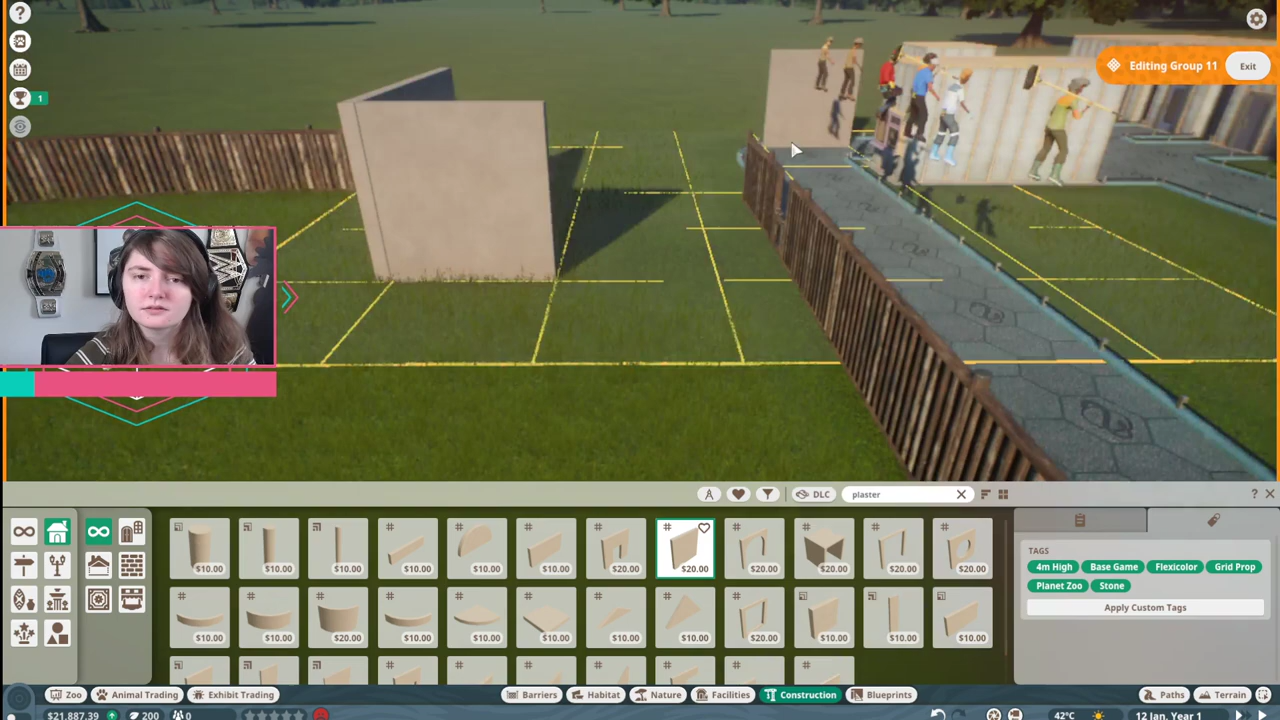 ?
Editing Group 11
Exit
1
DLC
plaster
?
$10.00
$10.00
$10.00
$10.00
$10.00
$10.00
$20.00
$20.00
$20.00
$20.00
$20.00
$20.00
$10.00
$10.00
$20.00
$10.00
$10.00
$10.00
$10.00
$10.00
$20.00
$10.00
$10.00
$10.00
TAGS
4m High
Base Game
Flexicolor
Grid Prop
Planet Zoo
Stone
Apply Custom Tags
Zoo
Animal Trading
Exhibit Trading
Barriers
Habitat
Nature
Facilities
Construction
Blueprints
Paths
Terrain
$21,887.39
200
0
42°C
12 Jan, Year 1